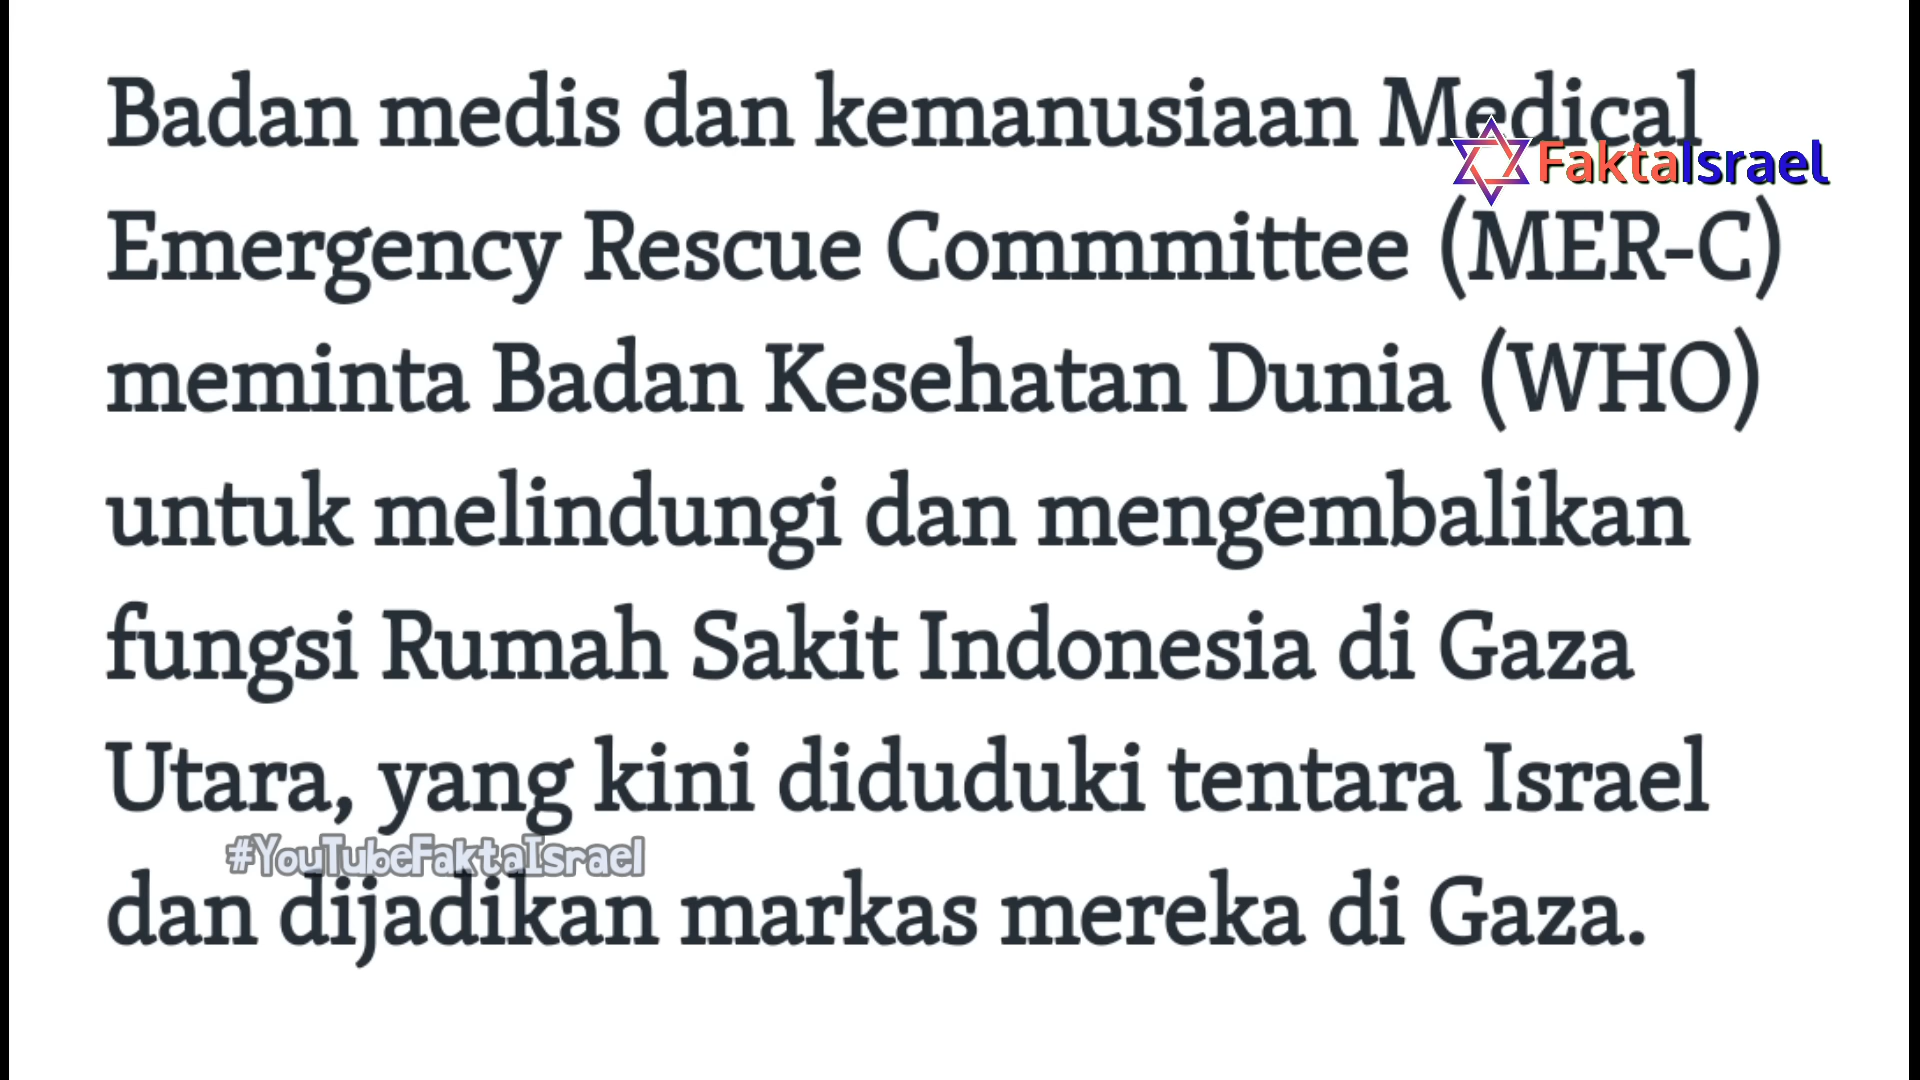 Badan medis dan kemanusiaan Medical
FaktaIsrael
Emergency Rescue Commmittee (MER-C)
meminta Badan Kesehatan Dunia (WHO)
untuk melindungi dan mengembalikan
fungsi Rumah Sakit Indonesia di Gaza
Utara, yang kini diduduki tentara Israel
#YouTubeFaktaIsrael
dan dijadikan markas mereka di Gaza.